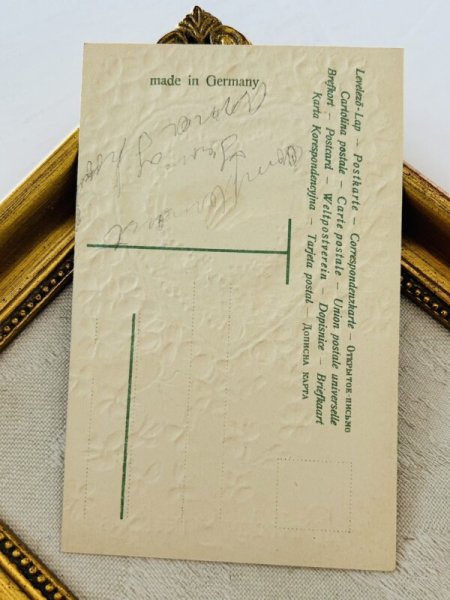 made in Germany
Levelező-Lap – Postkarte – Correspondenzkarte – Открытое письмо
Cartolina postale – Carte postale – Union postale universelle
Brefkort – Postcard – Weltpostverein – Dopisnice – Briefkaart
Karta Korespondencyjna – Tarjeta postal – Дописна карта